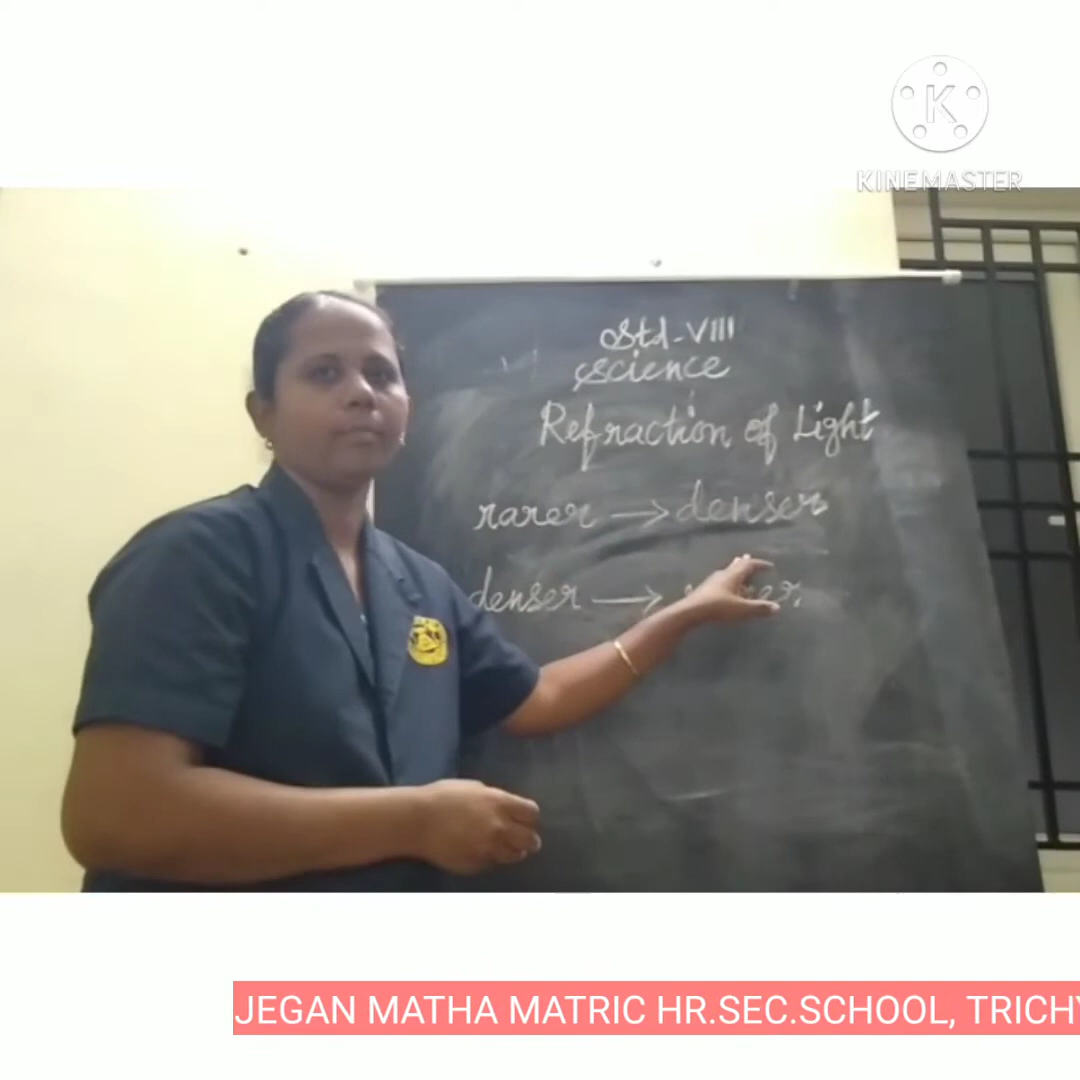 K
KINEMASTER
Std-VIII
Science
Refraction of Light
rarer → denser
denser →
JEGAN MATHA MATRIC HR.SEC.SCHOOL, TRICHY